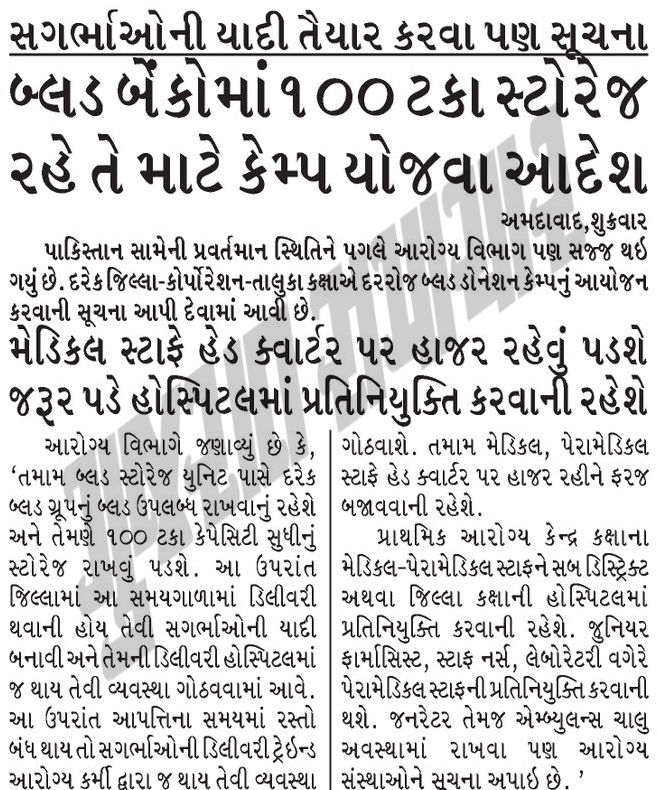 સગર્ભાઓની યાદી તૈયાર કરવા પણ સૂચના
બ્લડ બેંકોમાં ૧૦૦ ટકા સ્ટોરેજ
રહે તે માટે કેમ્પ યોજવા આદેશ
અમદાવાદ,શુક્રવાર
પાકિસ્તાન સામેની પ્રવર્તમાન સ્થિતિને પગલે આરોગ્ય વિભાગ પણ સજ્જ થઇ
ગયું છે. દરેક જિલ્લા-કોર્પોરેશન-તાલુકા કક્ષાએ દરરોજ બ્લડ ડોનેશન કેમ્પનું આયોજન
કરવાની સૂચના આપી દેવામાં આવી છે.
મેડિકલ સ્ટાફે હેડ ક્વાર્ટર પર હાજર રહેવું પડશે
જરૂર પડે હોસ્પિટલમાં પ્રતિનિયુક્તિ કરવાની રહેશે
આરોગ્ય વિભાગે જણાવ્યું છે કે,
‘તમામ બ્લડ સ્ટોરેજ યુનિટ પાસે દરેક
બ્લડ ગ્રૂપનું બ્લડ ઉપલબ્ધ રાખવાનું રહેશે
અને તેમણે ૧૦૦ ટકા કેપેસિટી સુધીનું
સ્ટોરેજ રાખવું પડશે. આ ઉપરાંત
જિલ્લામાં આ સમયગાળામાં ડિલીવરી
થવાની હોય તેવી સગર્ભાઓની યાદી
બનાવી અને તેમની ડિલીવરી હોસ્પિટલમાં
જ થાય તેવી વ્યવસ્થા ગોઠવવામાં આવે.
આ ઉપરાંત આપત્તિના સમયમાં રસ્તો
બંધ થાય તો સગર્ભાઓની ડિલીવરી ટ્રેઇન્ડ
આરોગ્ય કર્મી દ્વારા જ થાય તેવી વ્યવસ્થા
ગોઠવાશે. તમામ મેડિકલ, પેરામેડિકલ
સ્ટાફે હેડ ક્વાર્ટર પર હાજર રહીને ફરજ
બજાવવાની રહેશે.
પ્રાથમિક આરોગ્ય કેન્દ્ર કક્ષાના
મેડિકલ-પેરામેડિકલ સ્ટાફને સબ ડિસ્ટ્રિક્ટ
અથવા જિલ્લા કક્ષાની હોસ્પિટલમાં
પ્રતિનિયુક્તિ કરવાની રહેશે. જુનિયર
ફાર્માસિસ્ટ, સ્ટાફ નર્સ, લેબોરેટરી વગેરે
પેરામેડિકલ સ્ટાફની પ્રતિનિયુક્તિ કરવાની
થશે. જનરેટર તેમજ એમ્બ્યુલન્સ ચાલુ
અવસ્થામાં રાખવા પણ આરોગ્ય
સંસ્થાઓને સૂચના અપાઇ છે. ’
ગુજરાત સમાચાર